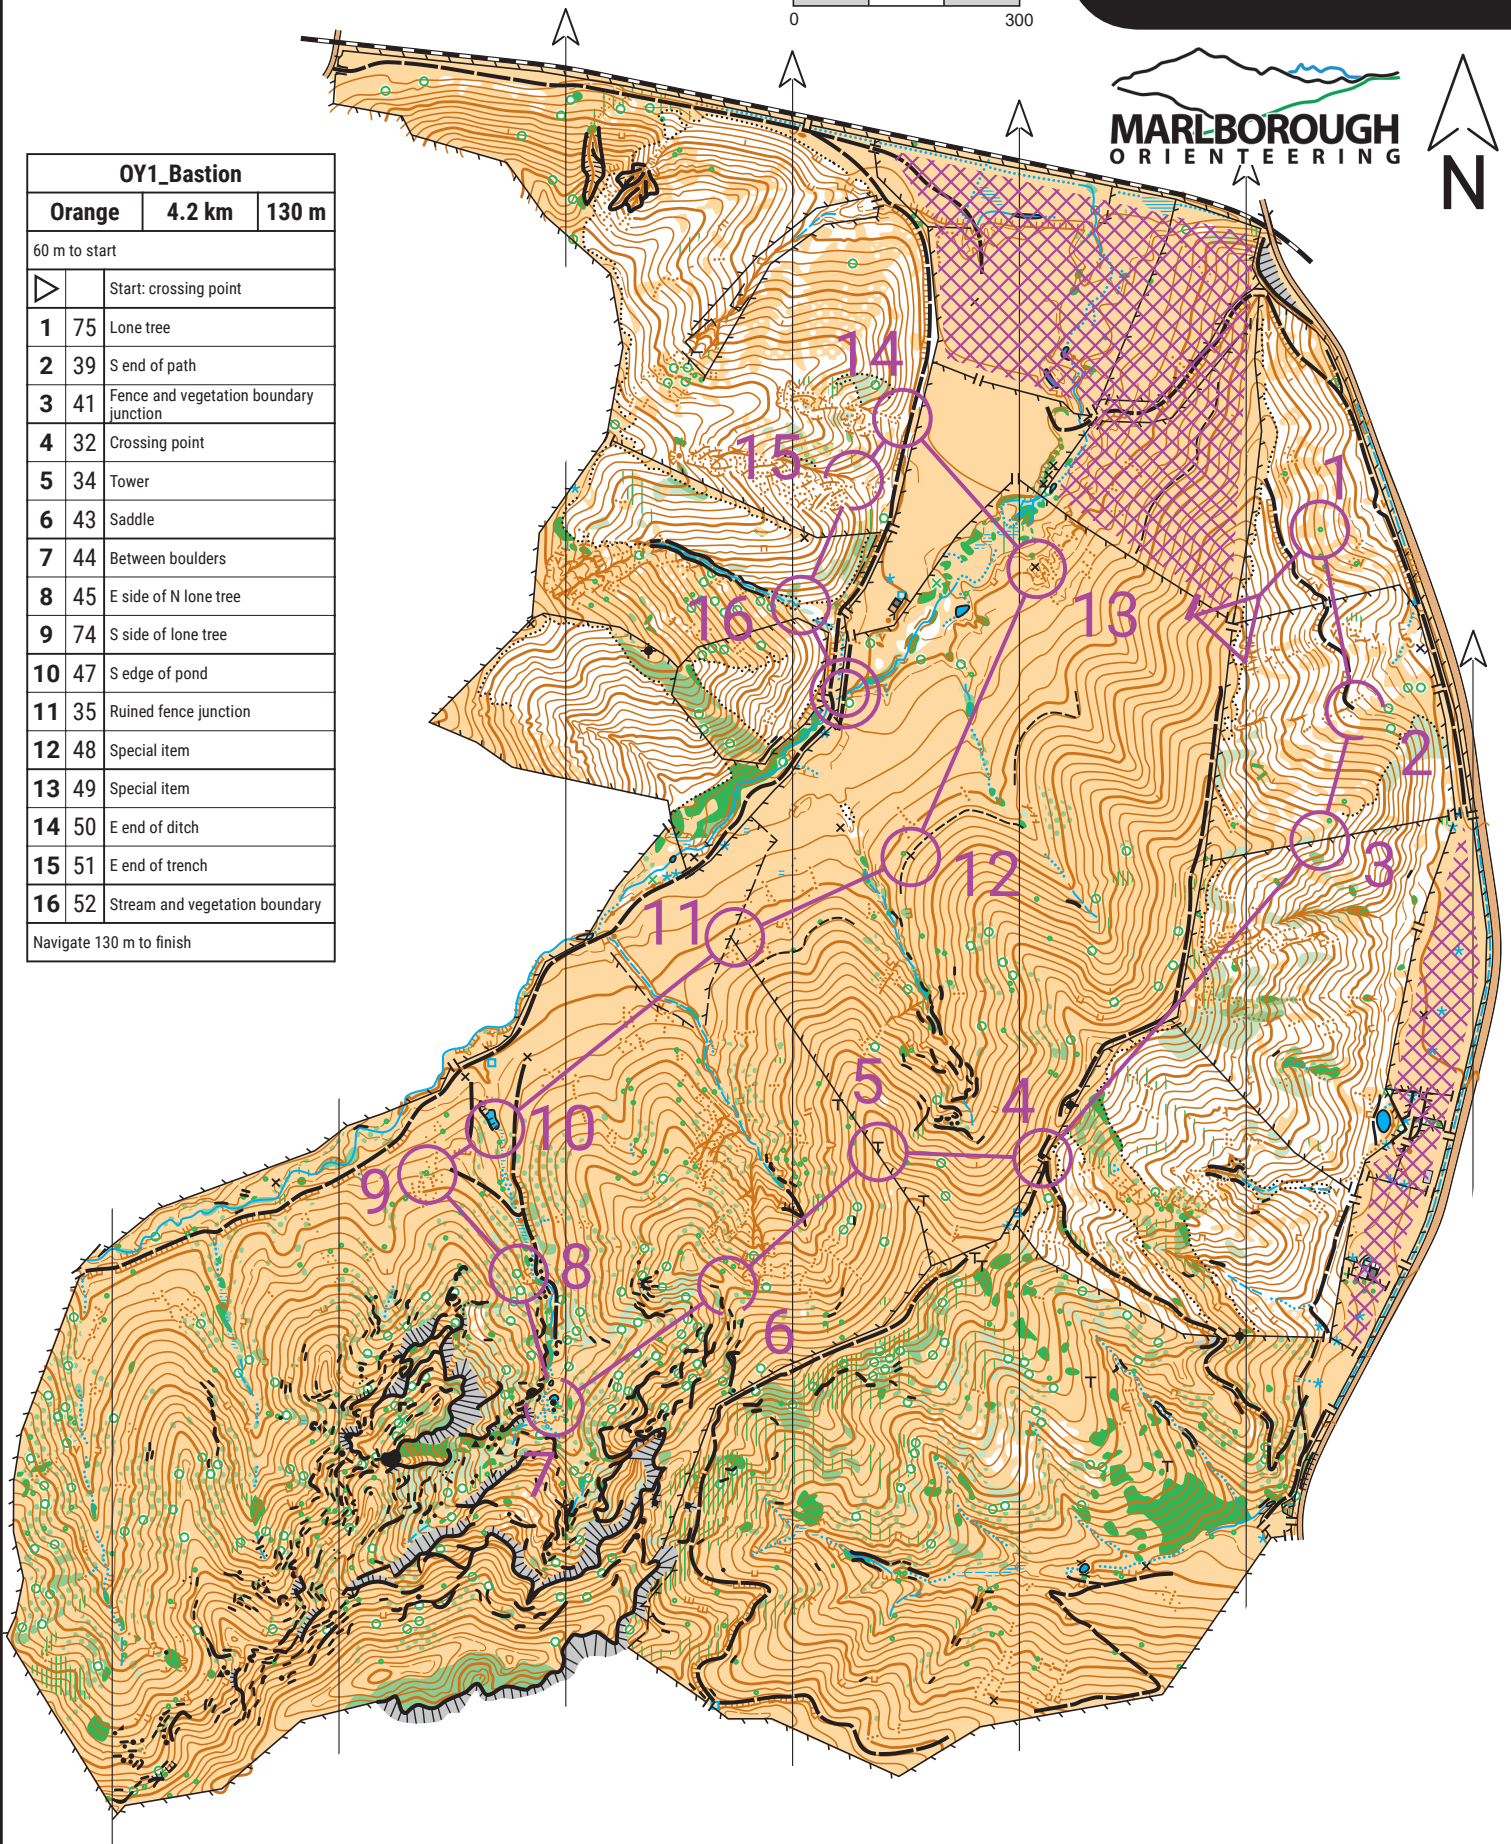 0 300
MARLBOROUGH
ORIENTEERING
N
OY1_Bastion
Orange 4.2 km 130 m
60 m to start
Start: crossing point
1 75 Lone tree
2 39 S end of path
3 41 Fence and vegetation boundary
junction
4 32 Crossing point
5 34 Tower
6 43 Saddle
7 44 Between boulders
8 45 E side of N lone tree
9 74 S side of lone tree
10 47 S edge of pond
11 35 Ruined fence junction
12 48 Special item
13 49 Special item
14 50 E end of ditch
15 51 E end of trench
16 52 Stream and vegetation boundary
Navigate 130 m to finish
14
15
1
16
13
2
3
12
11
5
4
10
9
8
6
7